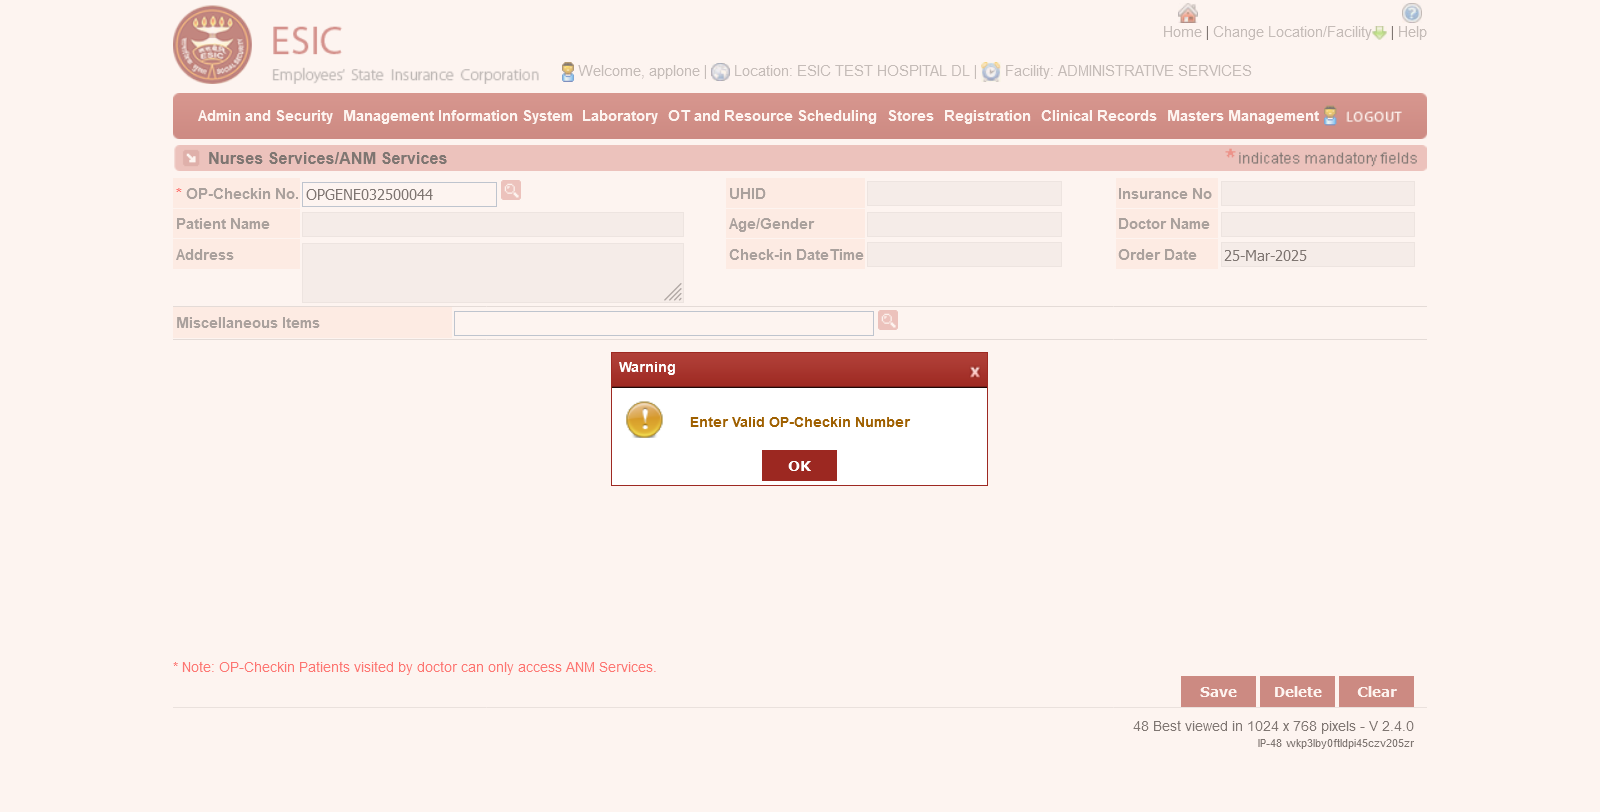 ESIC
Employees' State Insurance Corporation
Home | Change Location/Facility | Help
Welcome, applone | Location: ESIC TEST HOSPITAL DL | Facility: ADMINISTRATIVE SERVICES
Admin and Security Management Information System Laboratory OT and Resource Scheduling Stores Registration Clinical Records Masters Management LOGOUT
Nurses Services/ANM Services * indicates mandatory fields
* OP-Checkin No. OPGENE032500044 UHID Insurance No
Patient Name Age/Gender Doctor Name
Address Check-in DateTime Order Date 25-Mar-2025
Miscellaneous Items
Warning x
Enter Valid OP-Checkin Number
OK
* Note: OP-Checkin Patients visited by doctor can only access ANM Services.
Save Delete Clear
48 Best viewed in 1024 x 768 pixels - V 2.4.0